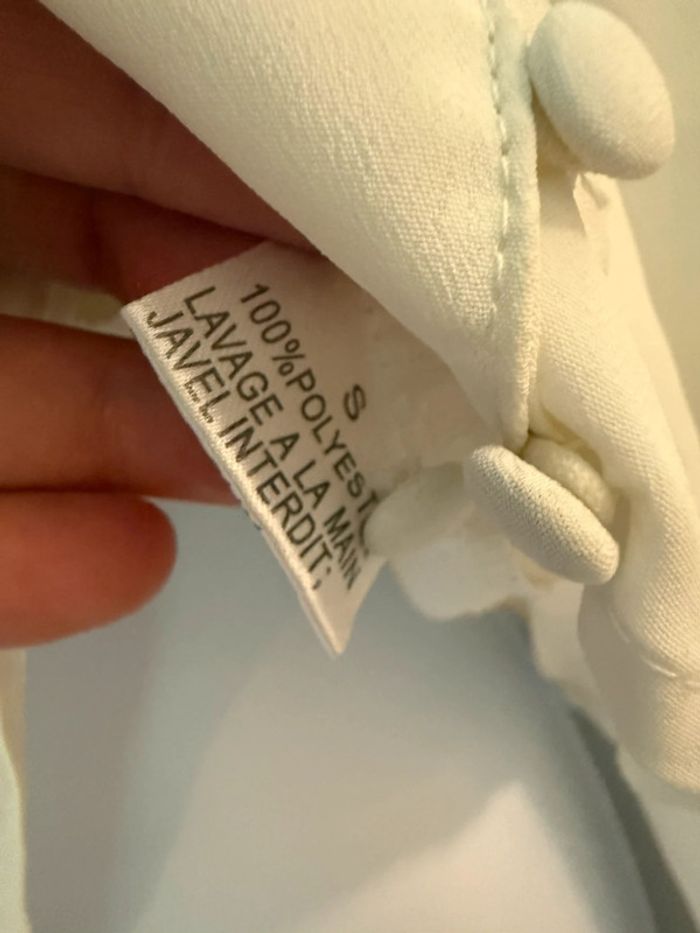 S
100%POLYEST
LAVAGE A LA MAIN
JAVEL INTERDIT;